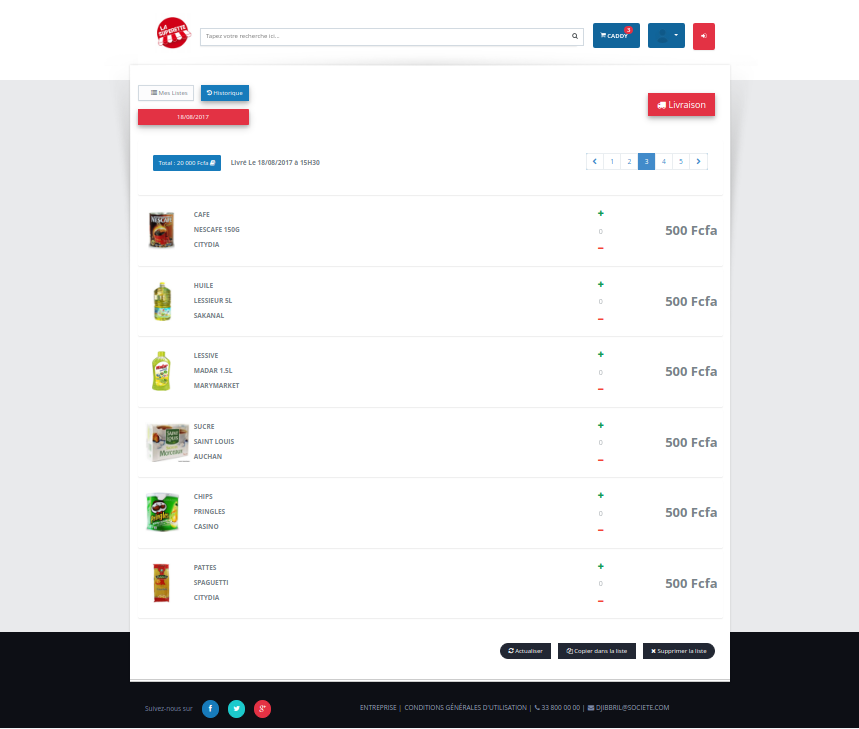 LA
SUPERETTE
Tapez votre recherche ici...
CADDY
3
Mes Listes
Historique
18/08/2017
Livraison
Total : 20 000 Fcfa
Livré Le 18/08/2017 à 15H30
1 2 3 4 5
CAFE
NESCAFE 150G
CITYDIA
+
0
−
500 Fcfa
HUILE
LESSIEUR 5L
SAKANAL
+
0
−
500 Fcfa
LESSIVE
MADAR 1.5L
MARYMARKET
+
0
−
500 Fcfa
SUCRE
SAINT LOUIS
AUCHAN
+
0
−
500 Fcfa
CHIPS
PRINGLES
CASINO
+
0
−
500 Fcfa
PATTES
SPAGUETTI
CITYDIA
+
0
−
500 Fcfa
Actualiser
Copier dans la liste
Supprimer la liste
Suivez-nous sur
ENTREPRISE | CONDITIONS GÉNÉRALES D'UTILISATION | 33 800 00 00 | DJIBBRIL@SOCIETE.COM